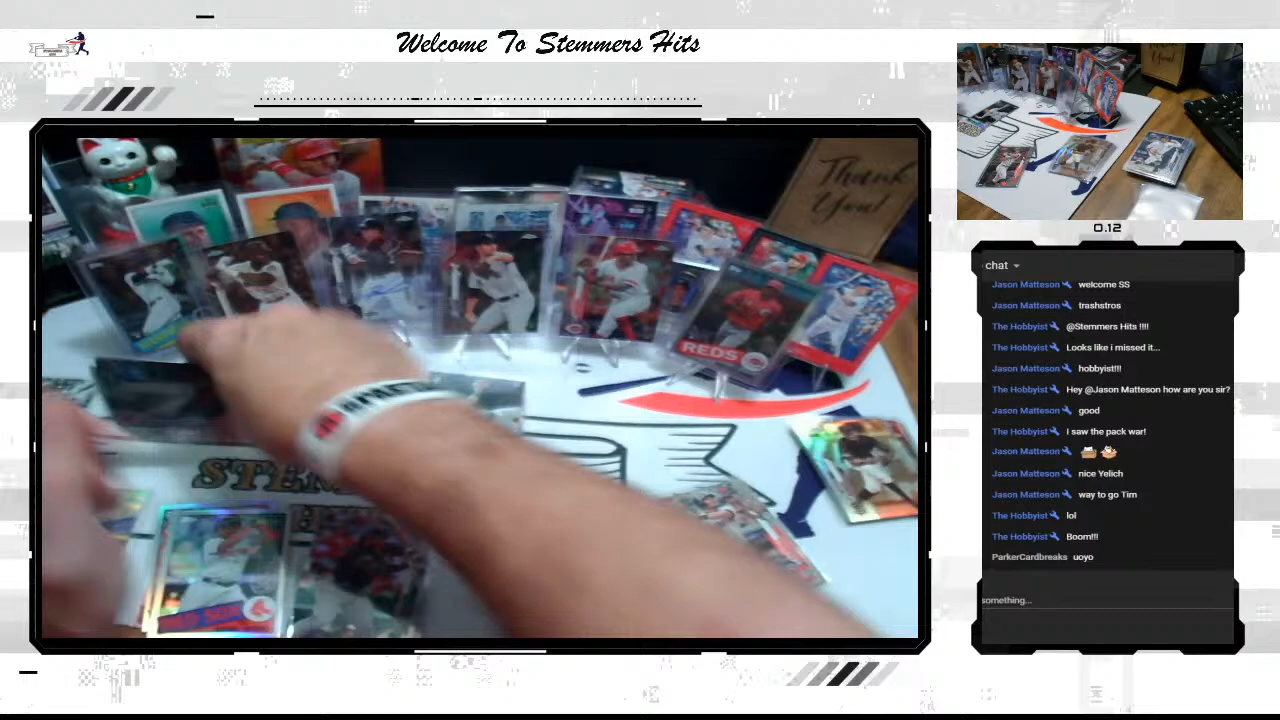 Welcome To Stemmers Hits
Thank
You!
REDS
RED SOX
0.12
chat
Jason Matteson welcome SS
Jason Matteson trashstros
The Hobbyist @Stemmers Hits !!!!
The Hobbyist Looks like i missed it...
Jason Matteson hobbyist!!!
The Hobbyist Hey @Jason Matteson how are you sir?
Jason Matteson good
The Hobbyist I saw the pack war!
Jason Matteson
Jason Matteson nice Yelich
Jason Matteson way to go Tim
The Hobbyist lol
The Hobbyist Boom!!!
ParkerCardbreaks uoyo
something...